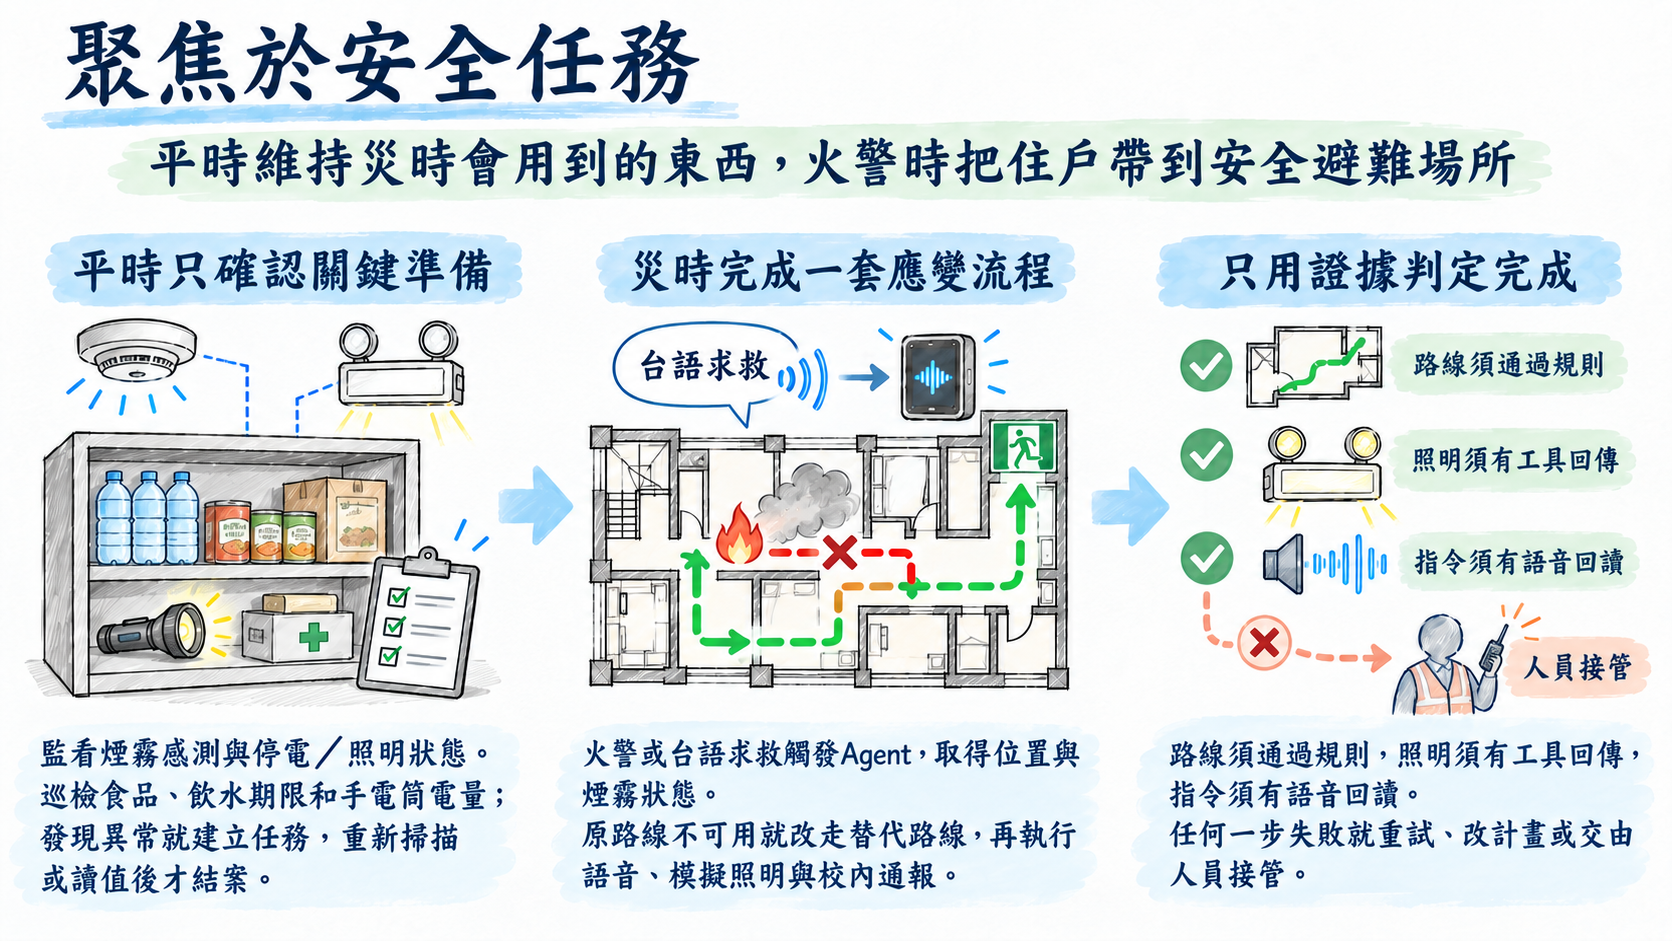 聚焦於安全任務
平時維持災時會用到的東西，火警時把住戶帶到安全避難場所
平時只確認關鍵準備
監看煙霧感測與停電／照明狀態。
巡檢食品、飲水期限和手電筒電量；
發現異常就建立任務，重新掃描
或讀值後才結案。
災時完成一套應變流程
台語求救
火警或台語求救觸發Agent，取得位置與
煙霧狀態。
原路線不可用就改走替代路線，再執行
語音、模擬照明與校內通報。
只用證據判定完成
路線須通過規則
照明須有工具回傳
指令須有語音回讀
人員接管
路線須通過規則，照明須有工具回傳，
指令須有語音回讀。
任何一步失敗就重試、改計畫或交由
人員接管。